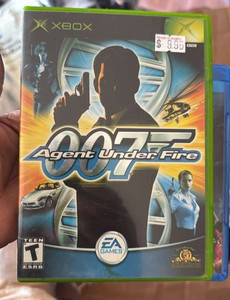 XBOX
$ 9.99
007
Agent Under Fire
TEEN
T
ESRB
EA
GAMES